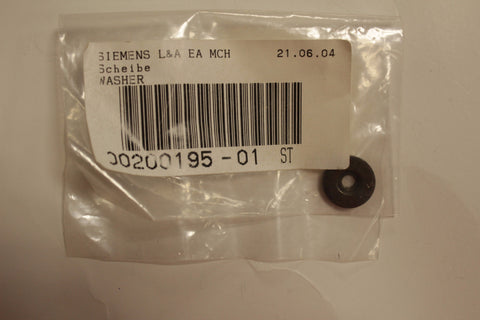 SIEMENS L&A EA MCH 21.06.04
Scheibe
WASHER
00200195-01 ST